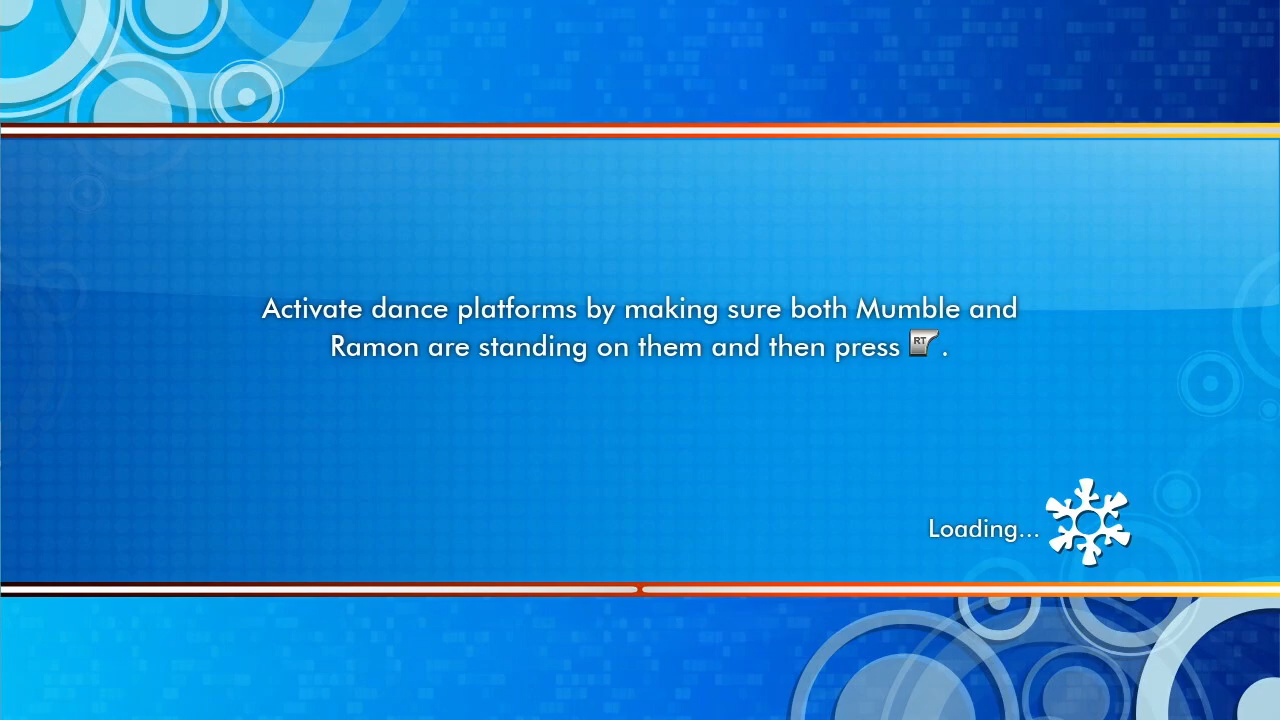 Activate dance platforms by making sure both Mumble and
Ramon are standing on them and then press RT.
Loading...